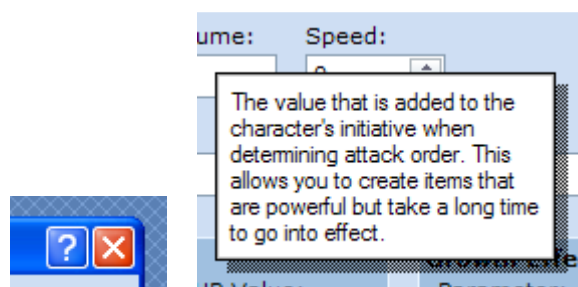 ume: Speed:
The value that is added to the
character's initiative when
determining attack order. This
allows you to create items that
are powerful but take a long time
to go into effect.
?